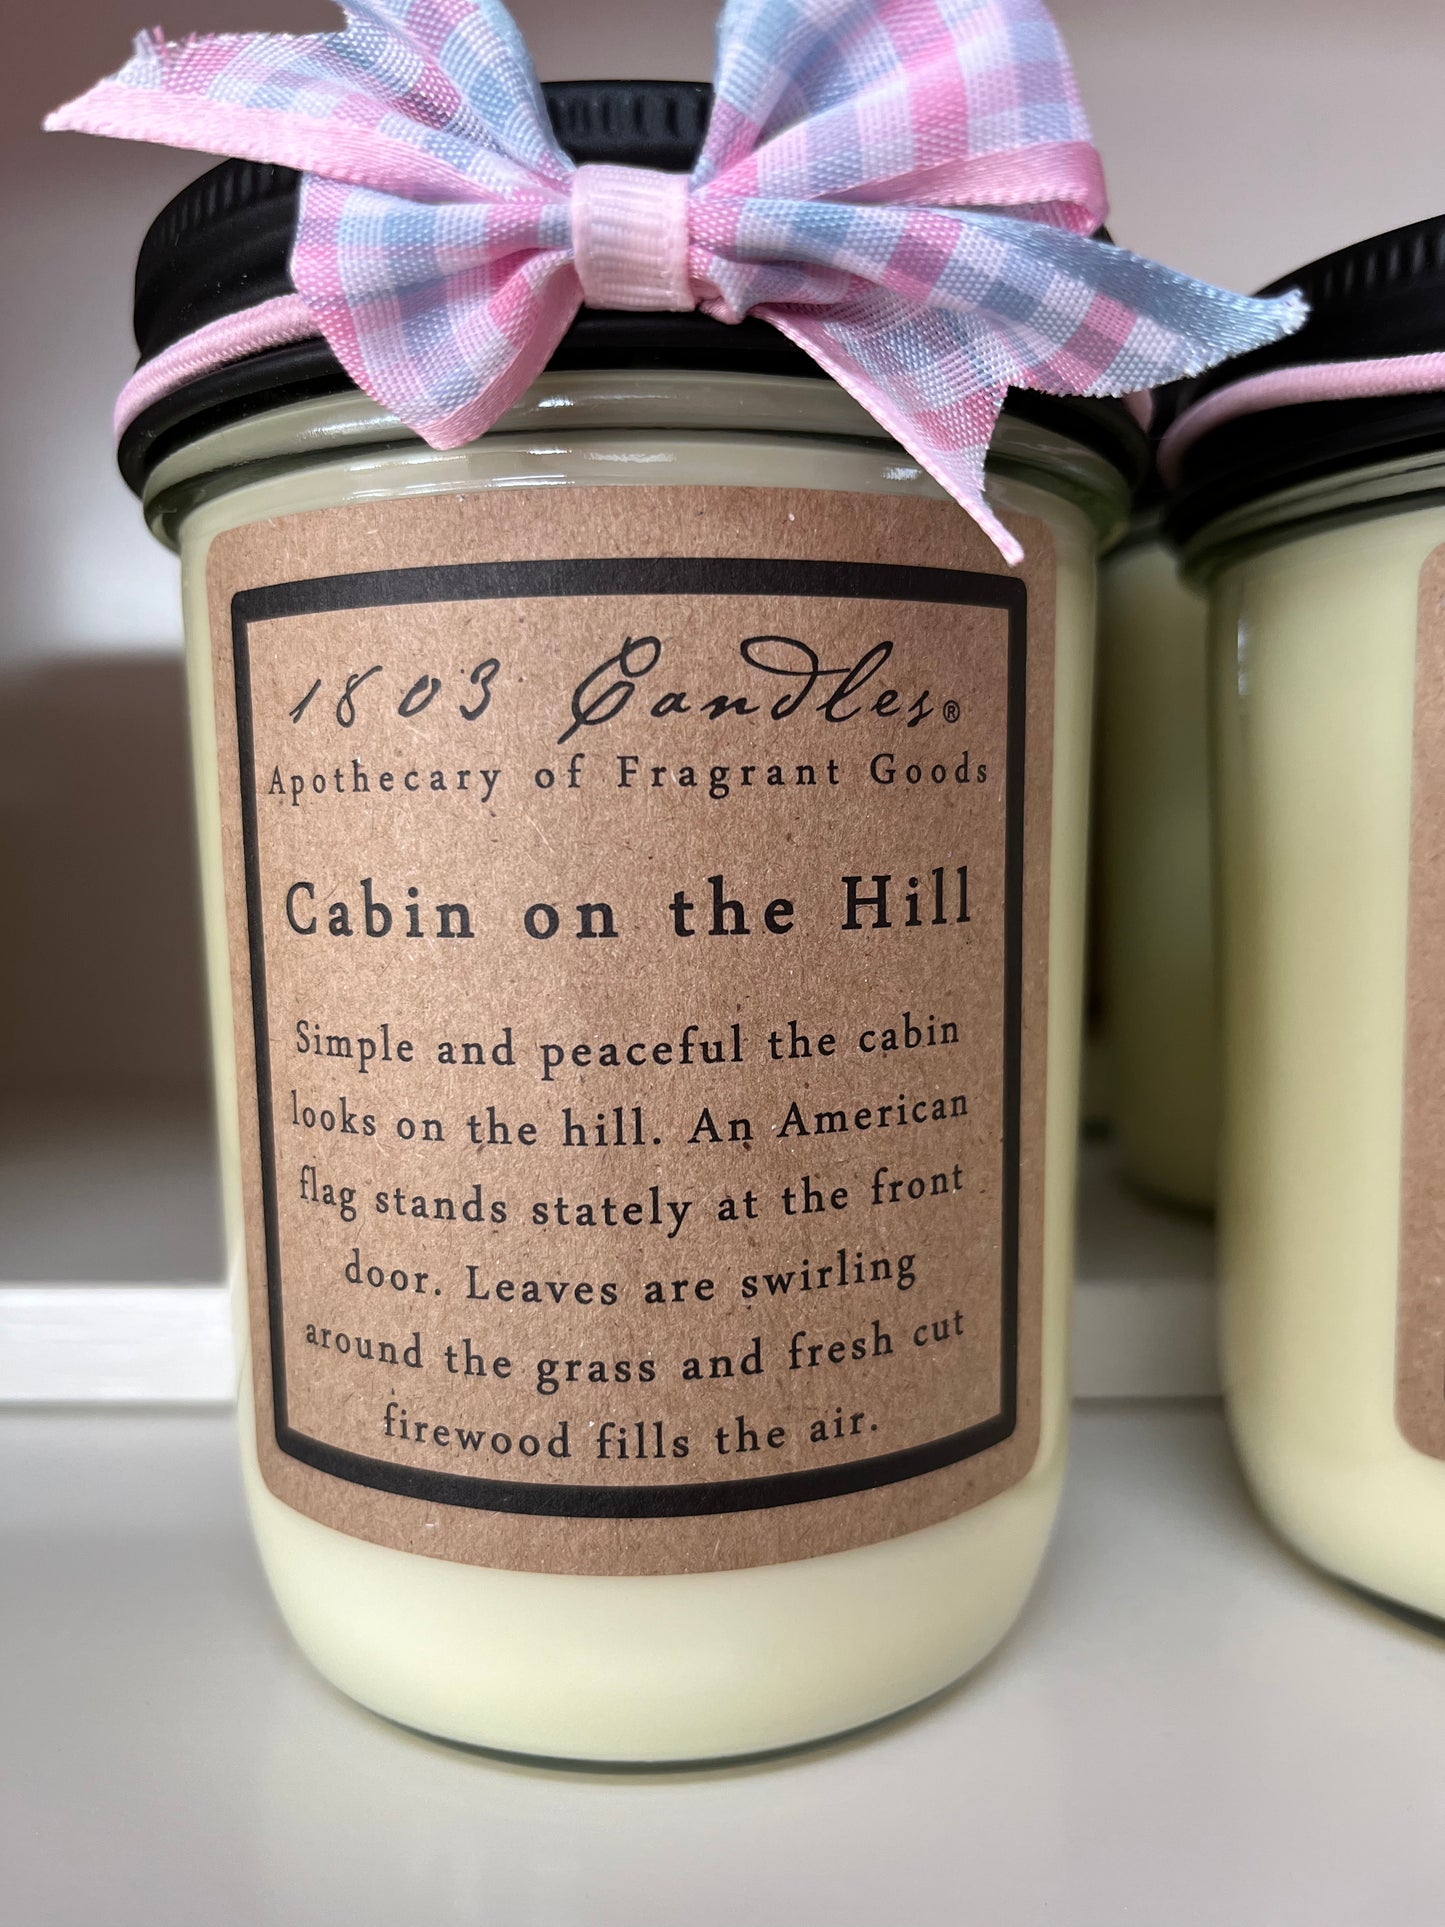 1803 Candles®
Apothecary of Fragrant Goods
Cabin on the Hill
Simple and peaceful the cabin
looks on the hill. An American
flag stands stately at the front
door. Leaves are swirling
around the grass and fresh cut
firewood fills the air.